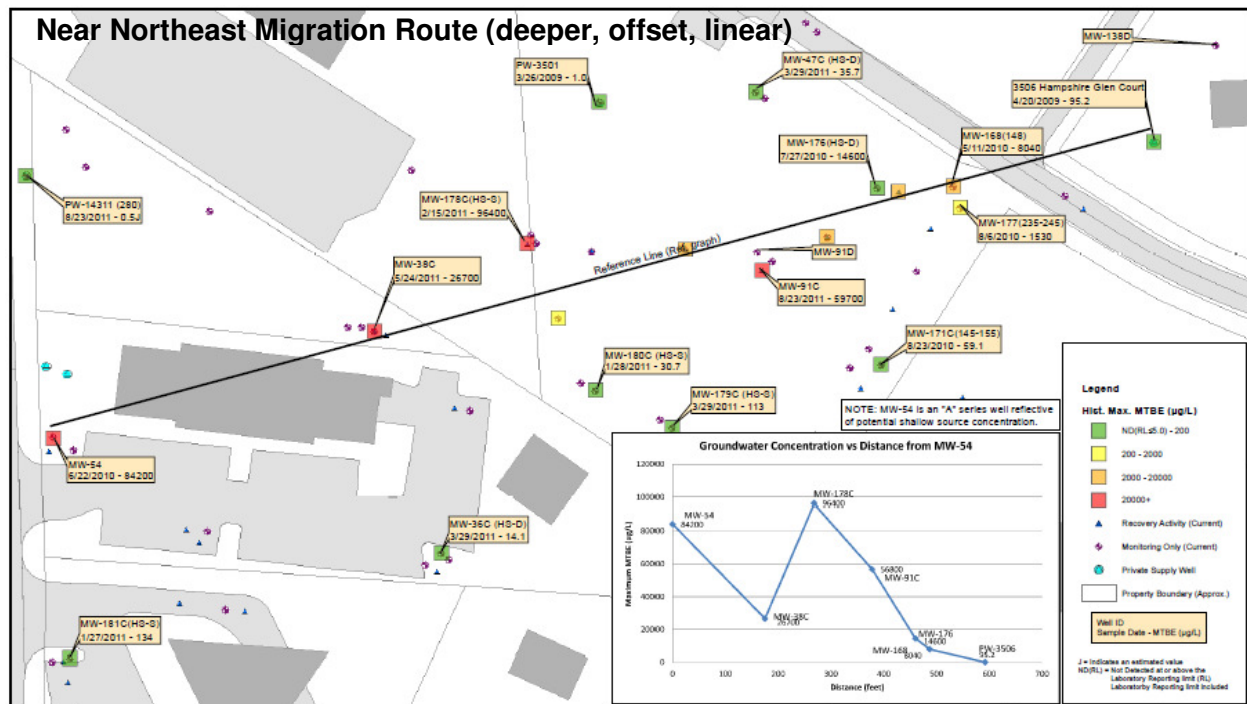 Near Northeast Migration Route (deeper, offset, linear)
MW-138D
PW-3501
3/26/2009 - 1.0
MW-47C (HS-D)
3/29/2011 - 35.7
3506 Hampshire Glen Court
4/20/2009 - 95.2
MW-176(HS-D)
7/27/2010 - 14600
MW-168(148)
5/11/2010 - 8040
PW-14311 (280)
8/23/2011 - 0.5J
MW-178C(HS-S)
2/15/2011 - 96400
MW-177(235-245)
8/6/2010 - 1530
Reference Line (Ref. graph)
MW-91D
MW-38C
5/24/2011 - 26700
MW-91C
8/23/2011 - 59700
MW-171C(145-155)
8/23/2010 - 59.1
MW-180C (HS-S)
1/28/2011 - 30.7
MW-179C (HS-S)
3/29/2011 - 113
NOTE: MW-54 is an "A" series well reflective
of potential shallow source concentration.
MW-54
6/22/2010 - 84200
MW-36C (HS-D)
3/29/2011 - 14.1
MW-181C(HS-S)
1/27/2011 - 134
Groundwater Concentration vs Distance from MW-54
Maximum MTBE (µg/L)
120000
100000
80000
60000
40000
20000
0
MW-54
84200
MW-38C
26700
MW-178C
96400
56800
MW-91C
MW-176
14600
MW-168
8040
PW-3506
95.2
0 100 200 300 400 500 600 700
Distance (feet)
Legend
Hist. Max. MTBE (µg/L)
ND(RL≤5.0) - 200
200 - 2000
2000 - 20000
20000+
Recovery Activity (Current)
Monitoring Only (Current)
Private Supply Well
Property Boundary (Approx.)
Well ID
Sample Date - MTBE (µg/L)
J = Indicates an estimated value
ND(RL) = Not Detected at or above the
Laboratory Reporting limit (RL)
Laboratorby Reporting limit included